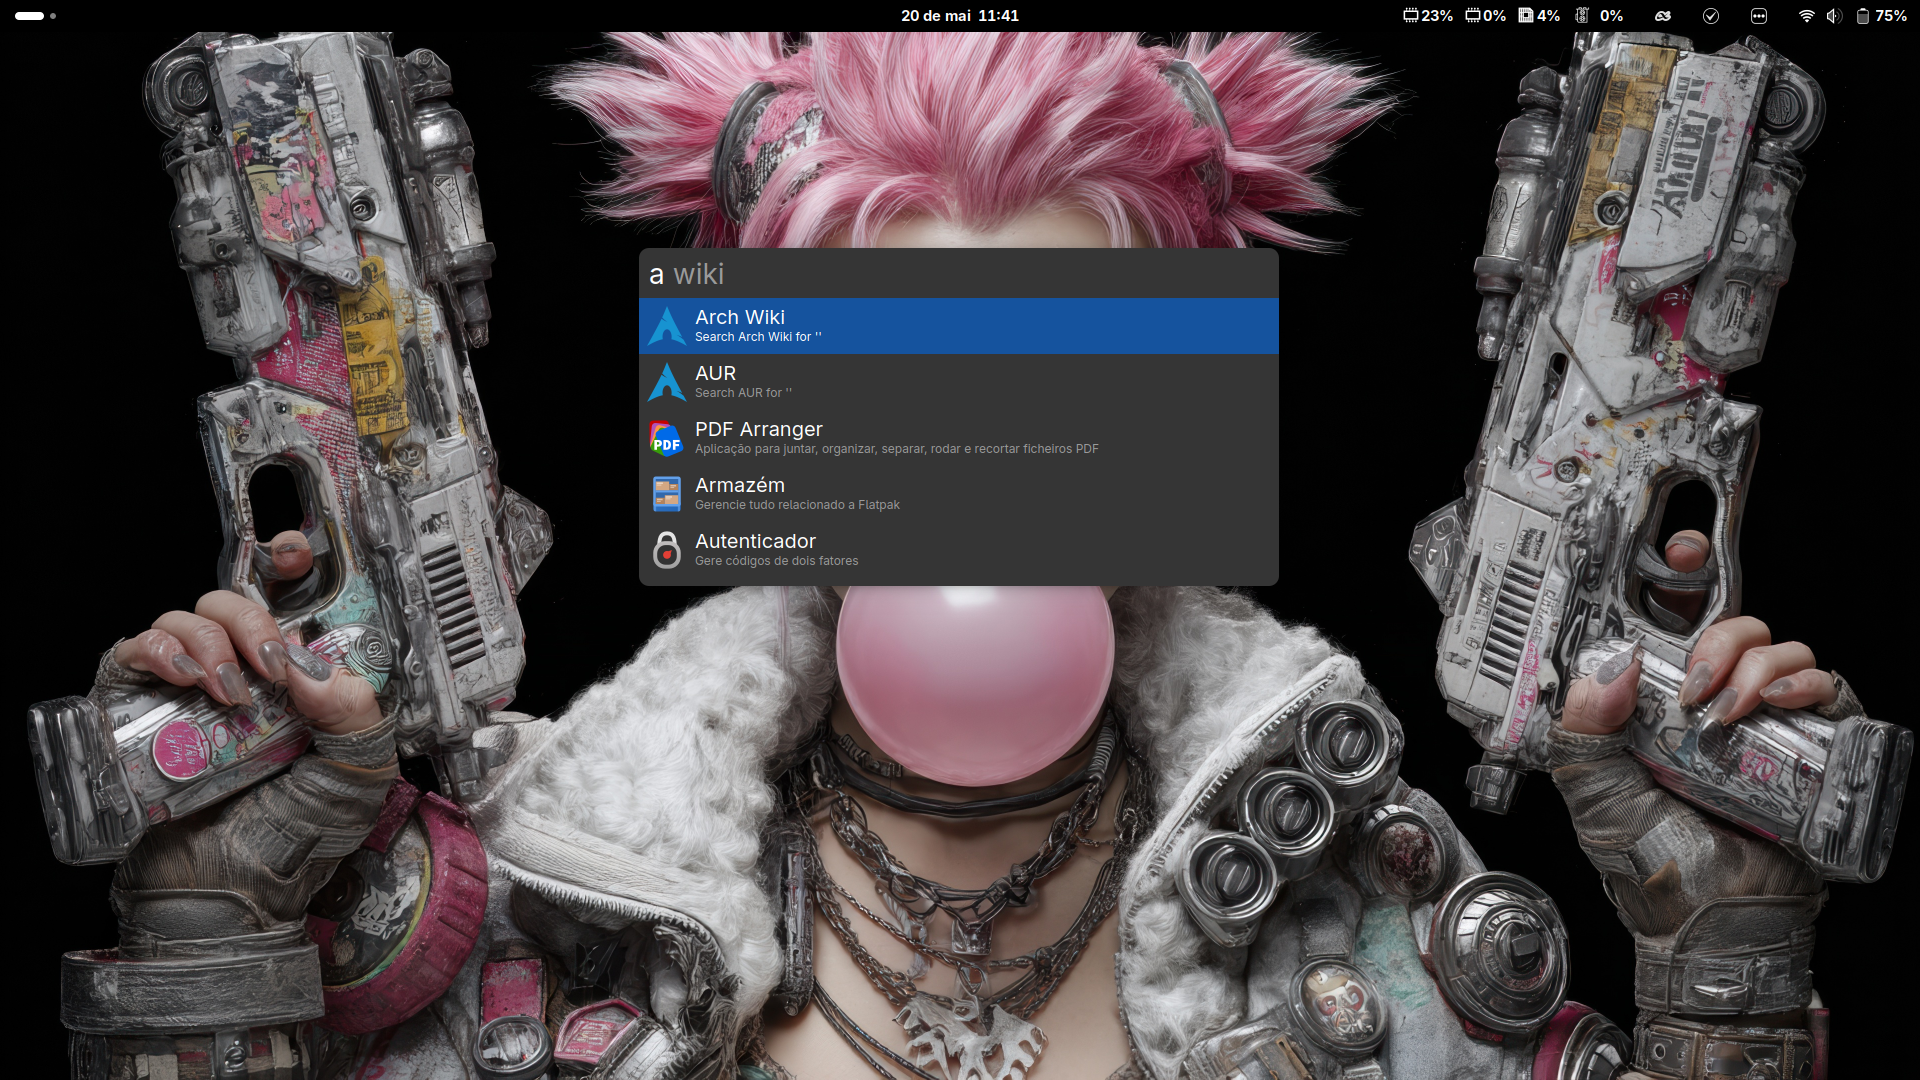 20 de mai 11:41
23% 0% 4% 0% 75%
a wiki
Arch Wiki
Search Arch Wiki for ''
AUR
Search AUR for ''
PDF
PDF Arranger
Aplicação para juntar, organizar, separar, rodar e recortar ficheiros PDF
Armazém
Gerencie tudo relacionado a Flatpak
Autenticador
Gere códigos de dois fatores